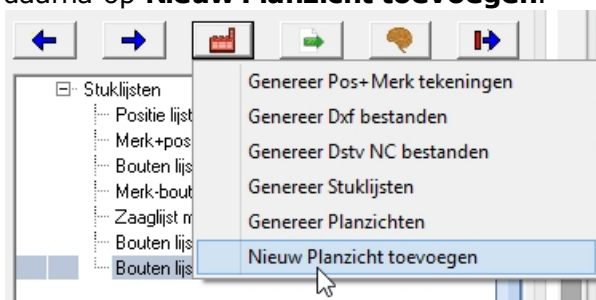 daarna op Nieuw Planzicht toevoegen.
Stuklijsten
Positie lijst
Merk+pos
Bouten lijs
Merk-bout
Zaaglijst m
Bouten lijs
Bouten lijs
Genereer Pos+Merk tekeningen
Genereer Dxf bestanden
Genereer Dstv NC bestanden
Genereer Stuklijsten
Genereer Planzichten
Nieuw Planzicht toevoegen